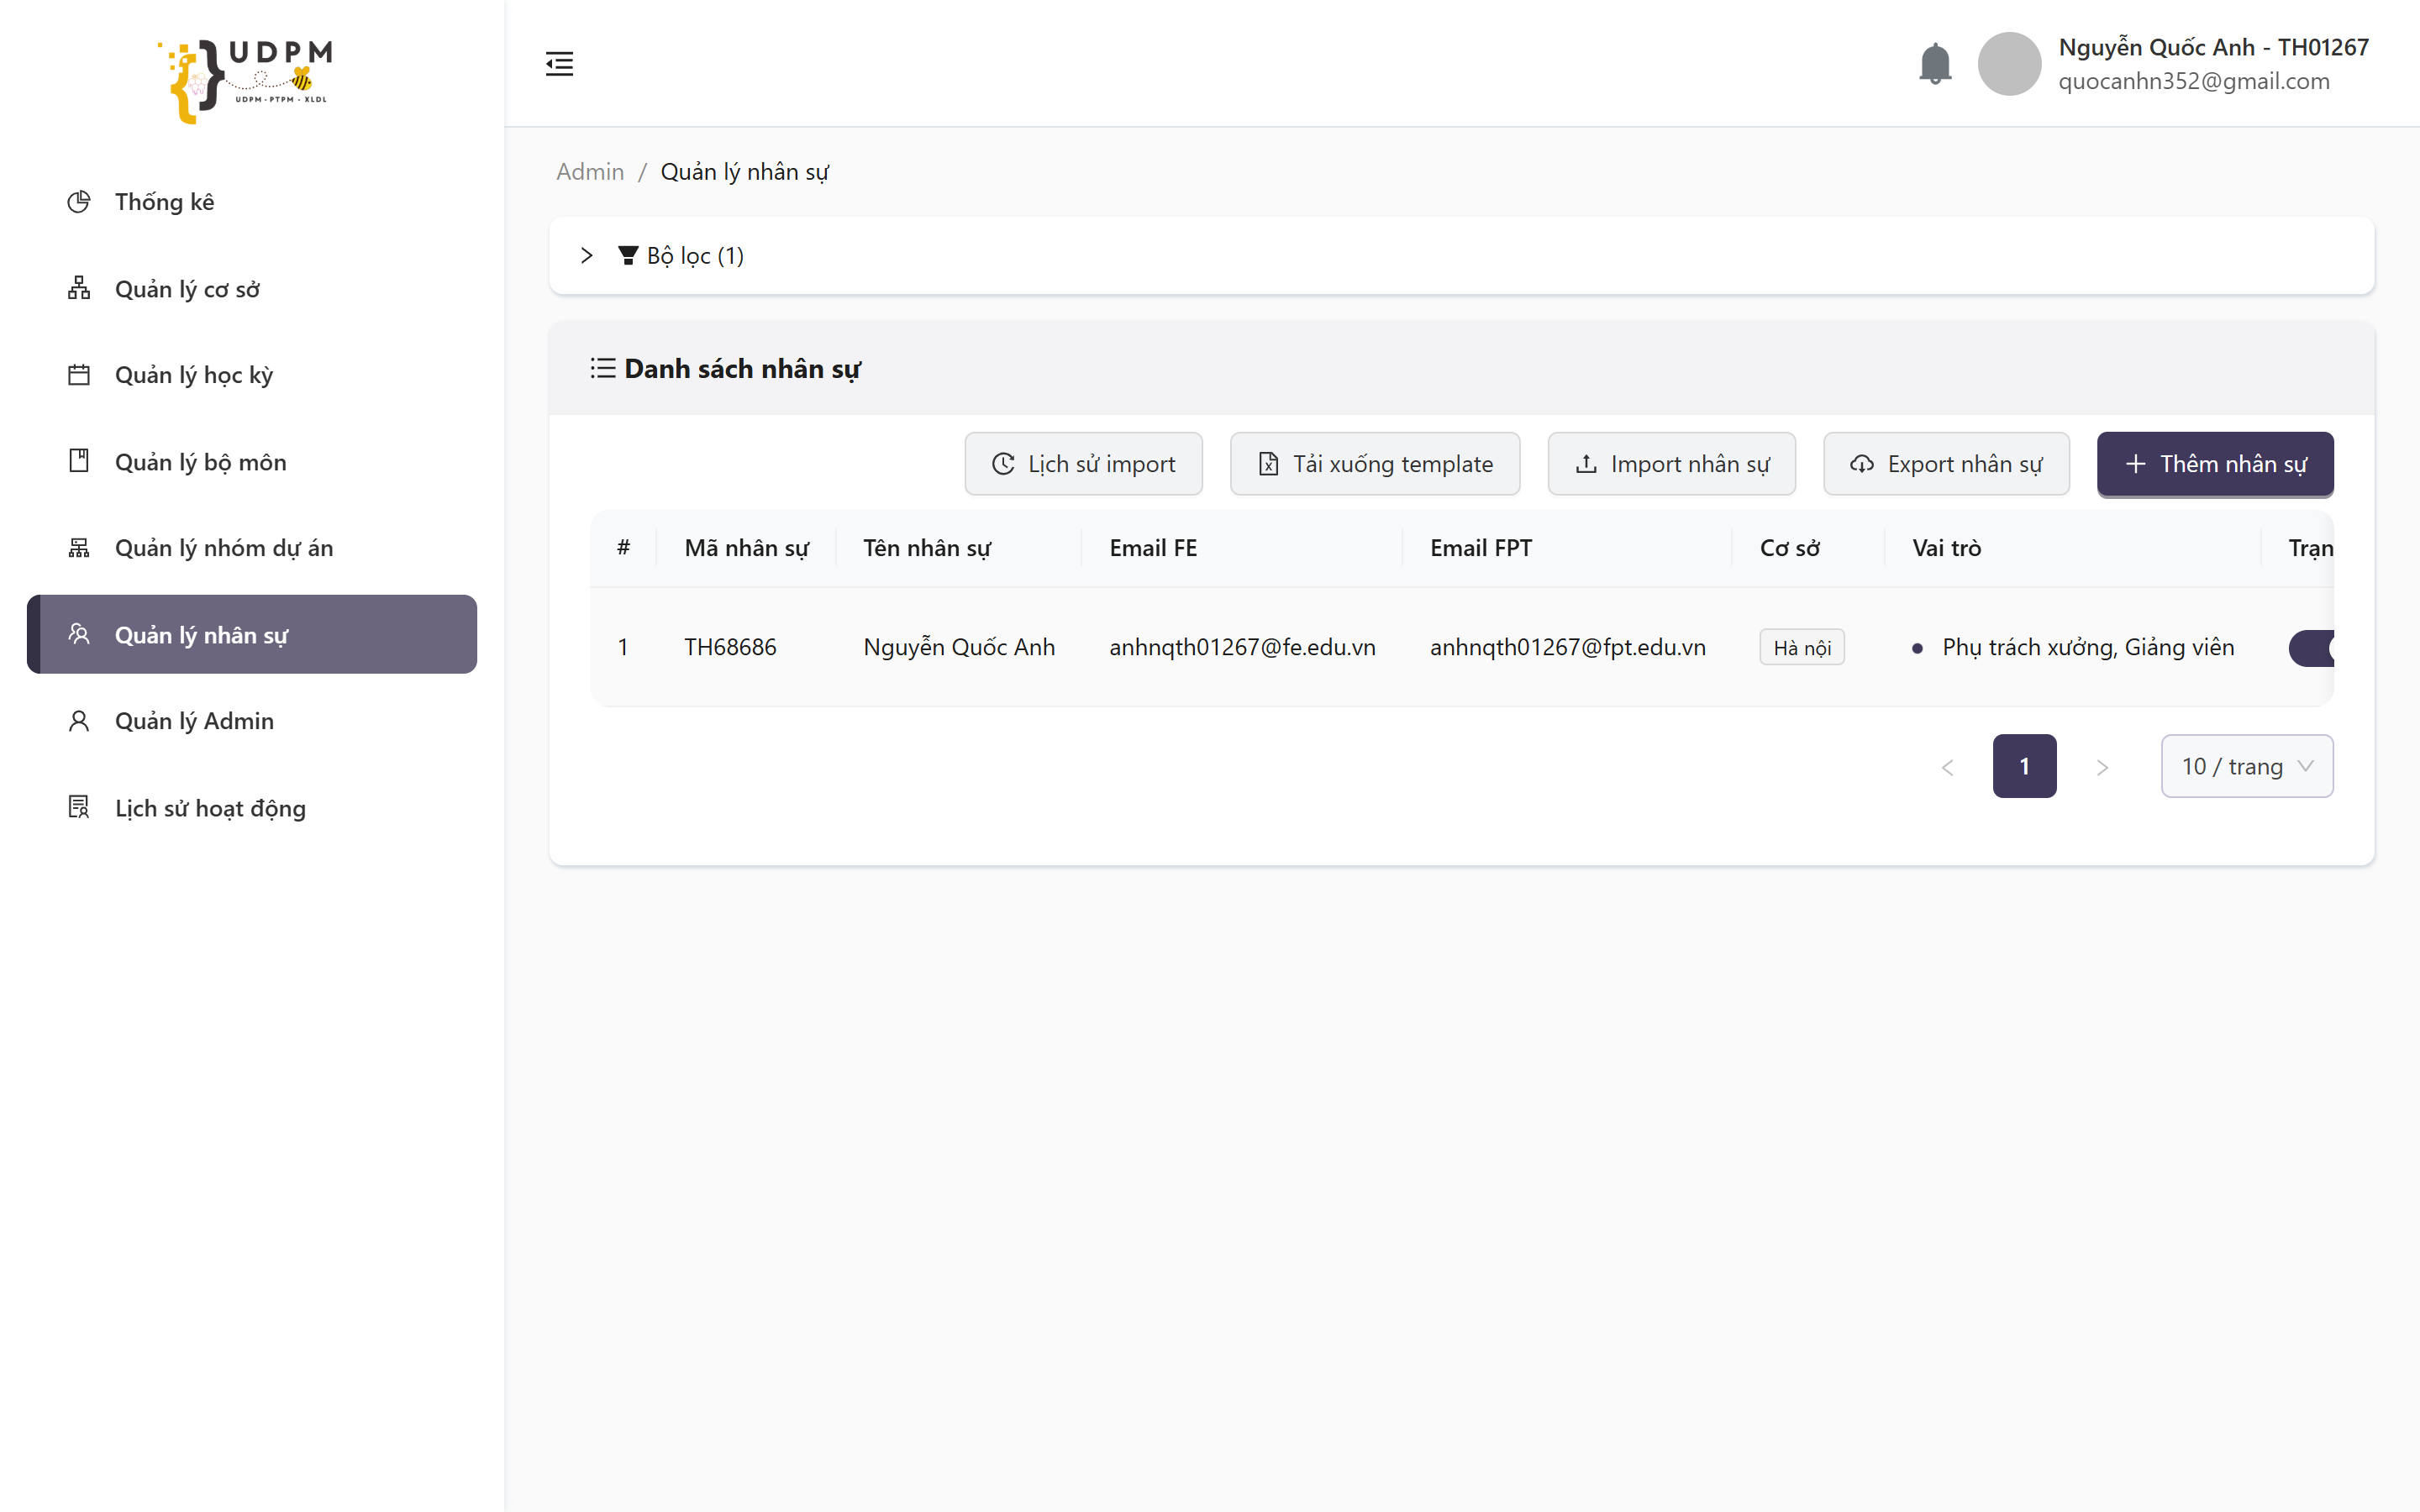 UDPM
UDPM - PTPM - XLDL
Nguyễn Quốc Anh - TH01267
quocanhn352@gmail.com
Thống kê
Quản lý cơ sở
Quản lý học kỳ
Quản lý bộ môn
Quản lý nhóm dự án
Quản lý nhân sự
Quản lý Admin
Lịch sử hoạt động
Admin / Quản lý nhân sự
Bộ lọc (1)
Danh sách nhân sự
Lịch sử import Tải xuống template Import nhân sự Export nhân sự Thêm nhân sự
# Mã nhân sự Tên nhân sự Email FE Email FPT Cơ sở Vai trò Trạn
1 TH68686 Nguyễn Quốc Anh anhnqth01267@fe.edu.vn anhnqth01267@fpt.edu.vn Hà nội Phụ trách xưởng, Giảng viên
< 1 > 10 / trang